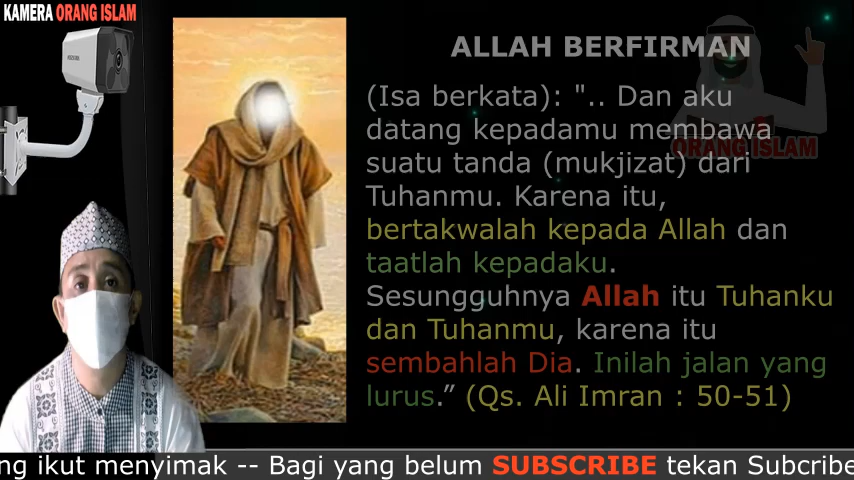 KAMERA ORANG ISLAM
ALLAH BERFIRMAN
(Isa berkata): ".. Dan aku
datang kepadamu membawa
suatu tanda (mukjizat) dari
Tuhanmu. Karena itu,
bertakwalah kepada Allah dan
taatlah kepadaku.
Sesungguhnya Allah itu Tuhanku
dan Tuhanmu, karena itu
sembahlah Dia. Inilah jalan yang
lurus.” (Qs. Ali Imran : 50-51)
ORANG ISLAM
ng ikut menyimak -- Bagi yang belum SUBSCRIBE tekan Subcribe